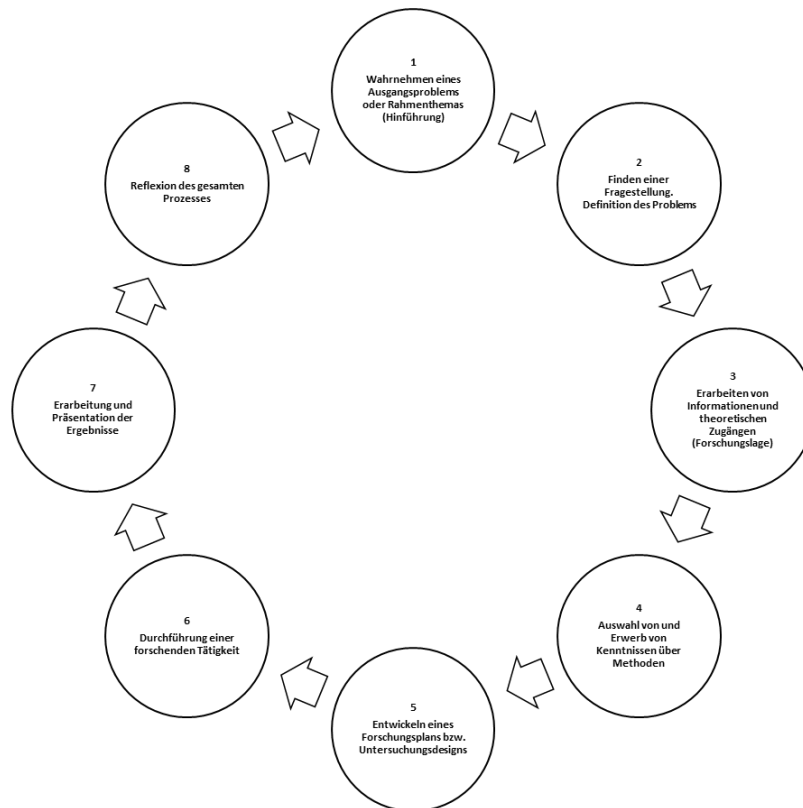 1
Wahrnehmen eines
Ausgangsproblems
oder Rahmenthemas
(Hinführung)
2
Finden einer
Fragestellung.
Definition des Problems
3
Erarbeiten von
Informationen und
theoretischen
Zugängen
(Forschungslage)
4
Auswahl von und
Erwerb von
Kenntnissen über
Methoden
5
Entwickeln eines
Forschungsplans bzw.
Untersuchungsdesigns
6
Durchführung einer
forschenden Tätigkeit
7
Erarbeitung und
Präsentation der
Ergebnisse
8
Reflexion des gesamten
Prozesses